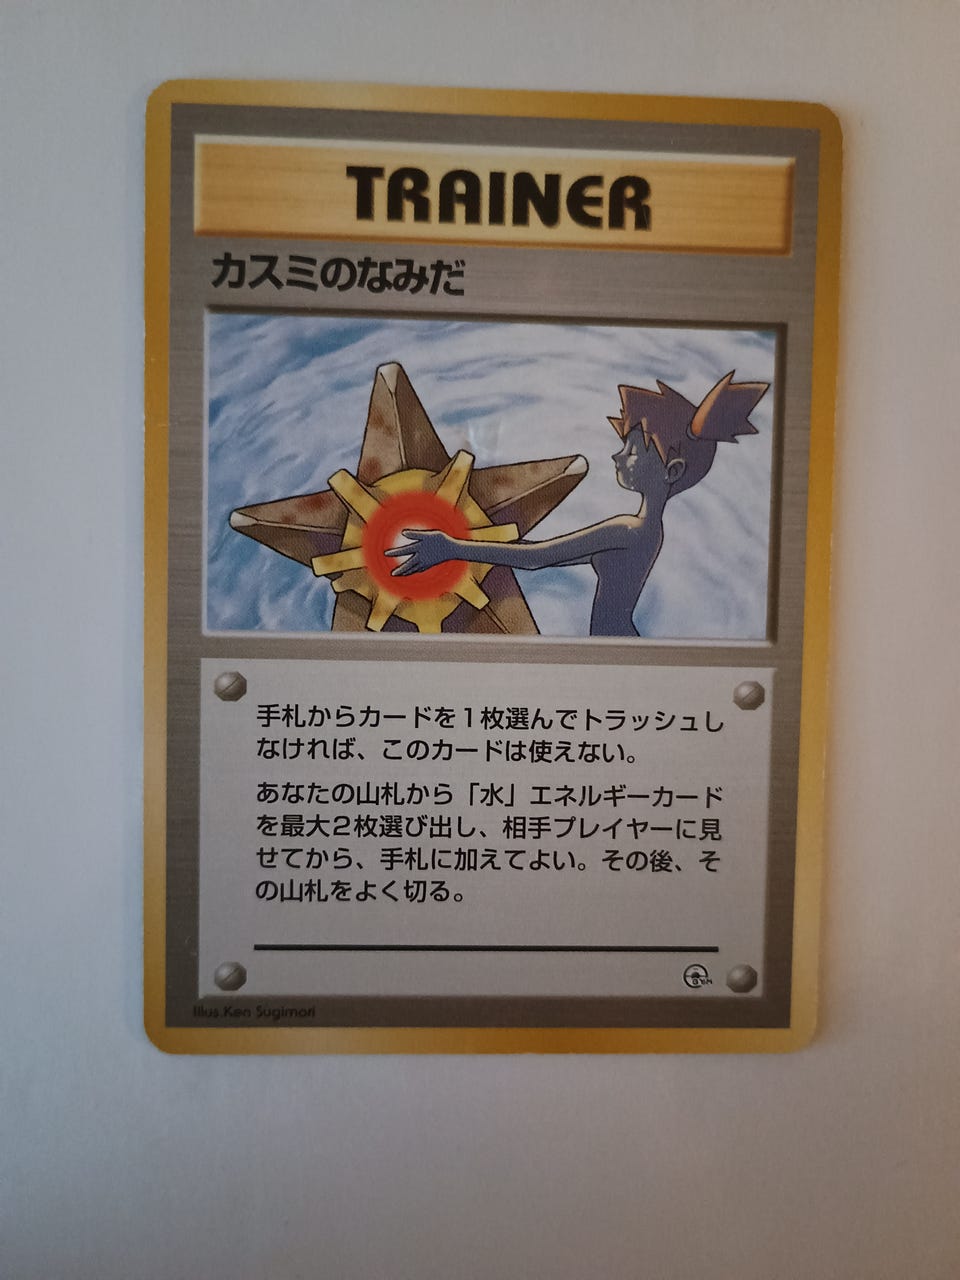 TRAINER
カスミのなみだ
手札からカードを1枚選んでトラッシュし
なければ、このカードは使えない。
あなたの山札から「水」エネルギーカード
を最大2枚選び出し、相手プレイヤーに見
せてから、手札に加えてよい。その後、そ
の山札をよく切る。
GYM
Illus.Ken Sugimori